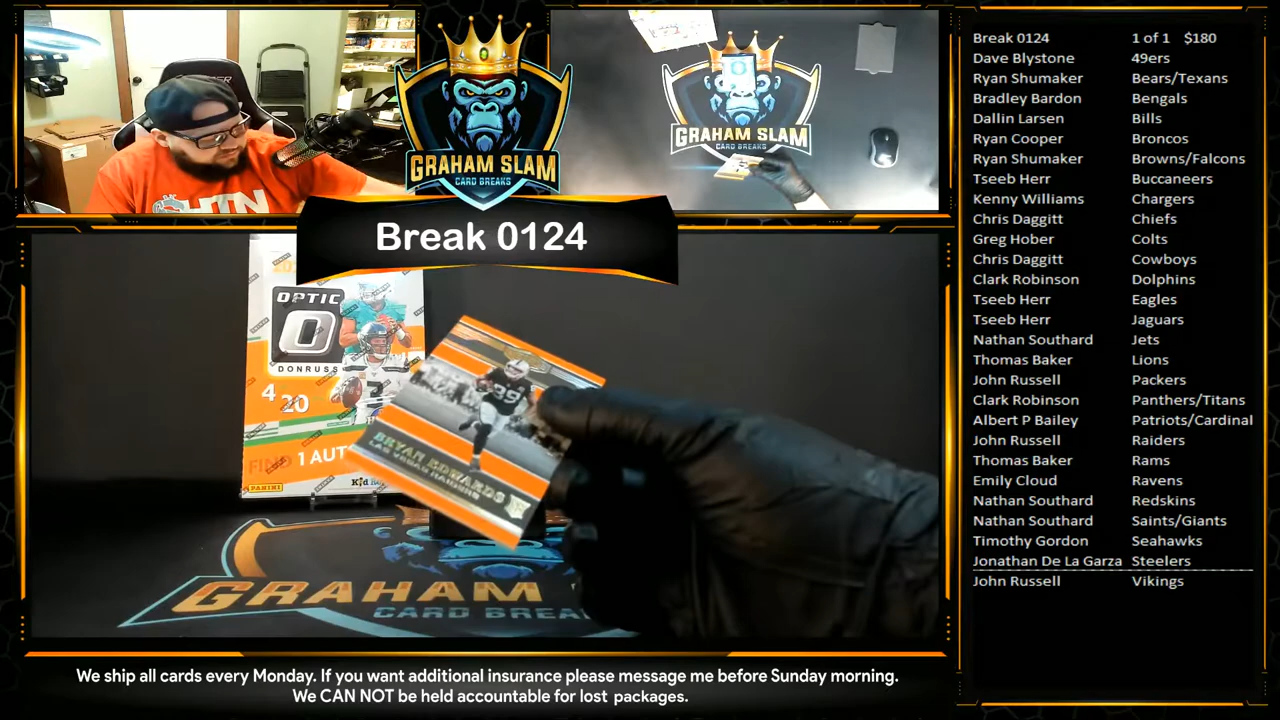 GRAHAM SLAM
CARD BREAKS
GRAHAM SLAM
CARD BREAKS
Break 0124
OPTIC
DONRUSS
4 20
FIND 1 AUT
PANINI
89
BRYAN EDWARDS
LAS VEGAS RAIDERS
GRAHAM
CARD BREA
We ship all cards every Monday. If you want additional insurance please message me before Sunday morning.
We CAN NOT be held accountable for lost packages.
Break 0124 1 of 1 $180
Dave Blystone 49ers
Ryan Shumaker Bears/Texans
Bradley Bardon Bengals
Dallin Larsen Bills
Ryan Cooper Broncos
Ryan Shumaker Browns/Falcons
Tseeb Herr Buccaneers
Kenny Williams Chargers
Chris Daggitt Chiefs
Greg Hober Colts
Chris Daggitt Cowboys
Clark Robinson Dolphins
Tseeb Herr Eagles
Tseeb Herr Jaguars
Nathan Southard Jets
Thomas Baker Lions
John Russell Packers
Clark Robinson Panthers/Titans
Albert P Bailey Patriots/Cardinal
John Russell Raiders
Thomas Baker Rams
Emily Cloud Ravens
Nathan Southard Redskins
Nathan Southard Saints/Giants
Timothy Gordon Seahawks
Jonathan De La Garza Steelers
John Russell Vikings